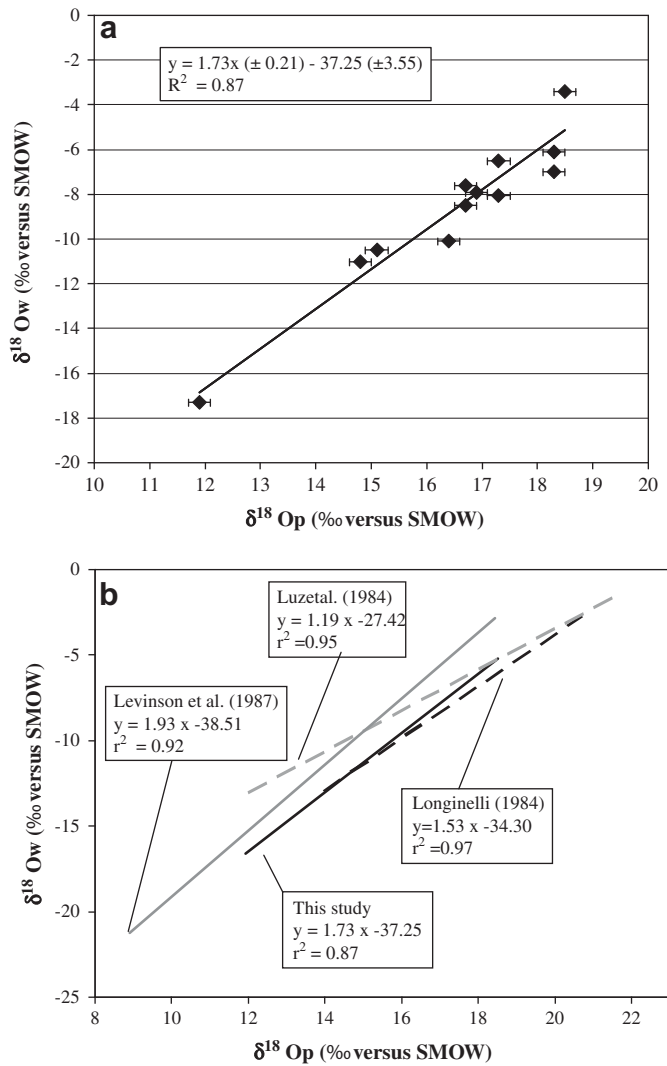 a
y = 1.73x (± 0.21) - 37.25 (±3.55)
R² = 0.87
0
-2
-4
-6
-8
-10
-12
-14
-16
-18
-20
δ¹⁸ Ow (‰ versus SMOW)
10 11 12 13 14 15 16 17 18 19 20
δ¹⁸ Op (‰ versus SMOW)
b
Luzetal. (1984)
y = 1.19 x -27.42
r² =0.95
Levinson et al. (1987)
y = 1.93 x -38.51
r² = 0.92
Longinelli (1984)
y=1.53 x -34.30
r² =0.97
This study
y = 1.73 x -37.25
r² = 0.87
0
-5
-10
-15
-20
-25
δ¹⁸ Ow (‰ versus SMOW)
8 10 12 14 16 18 20 22
δ¹⁸ Op (‰ versus SMOW)